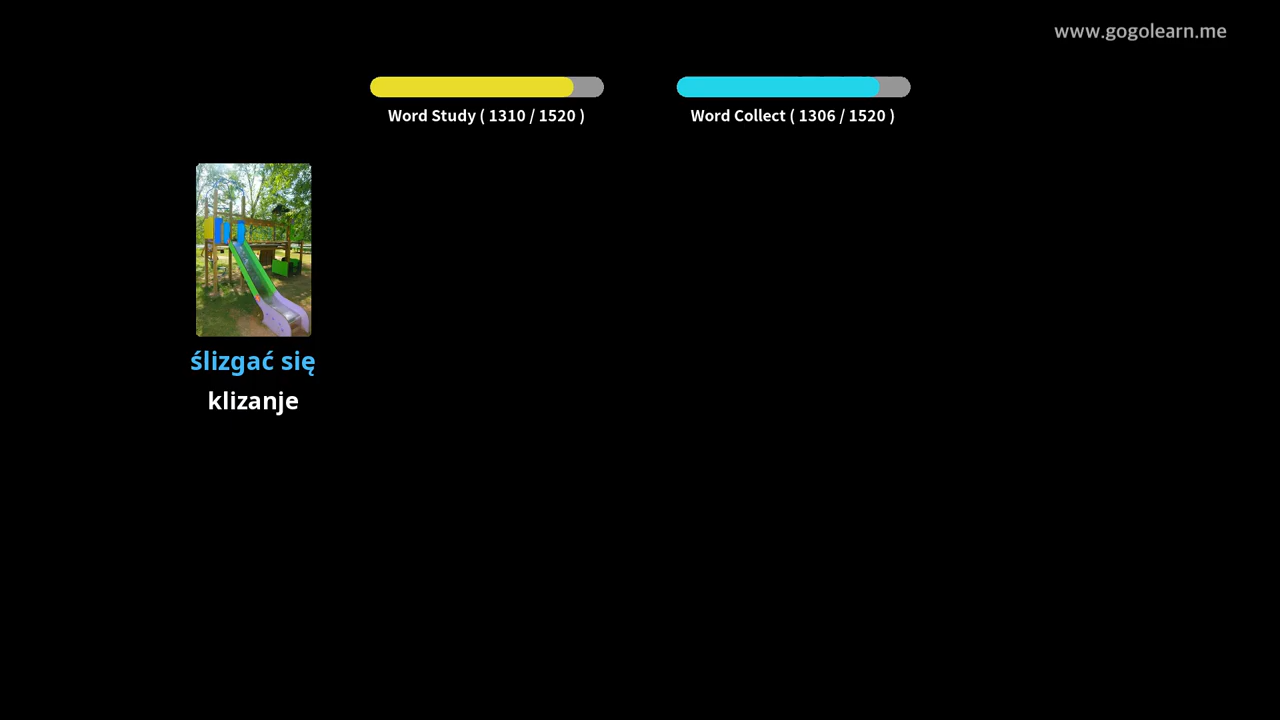 www.gogolearn.me
Word Study ( 1310 / 1520 )
Word Collect ( 1306 / 1520 )
ślizgać się
klizanje